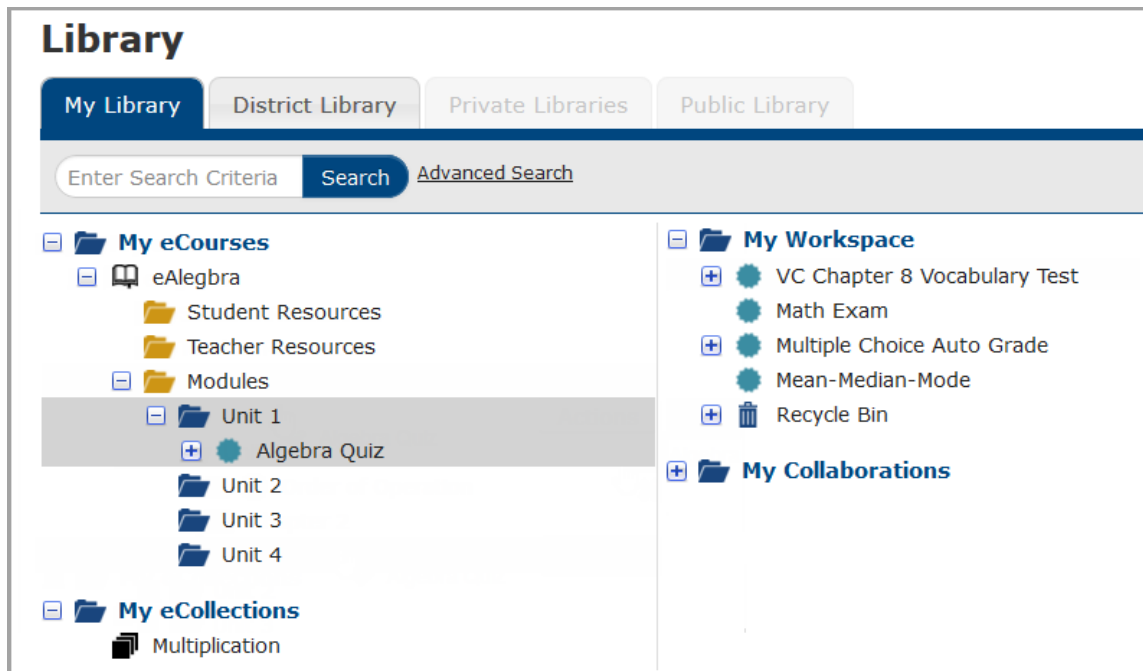 Library
My Library District Library Private Libraries Public Library
Enter Search Criteria Search Advanced Search
My eCourses
eAlegbra
Student Resources
Teacher Resources
Modules
Unit 1
Algebra Quiz
Unit 2
Unit 3
Unit 4
My eCollections
Multiplication
My Workspace
VC Chapter 8 Vocabulary Test
Math Exam
Multiple Choice Auto Grade
Mean-Median-Mode
Recycle Bin
My Collaborations